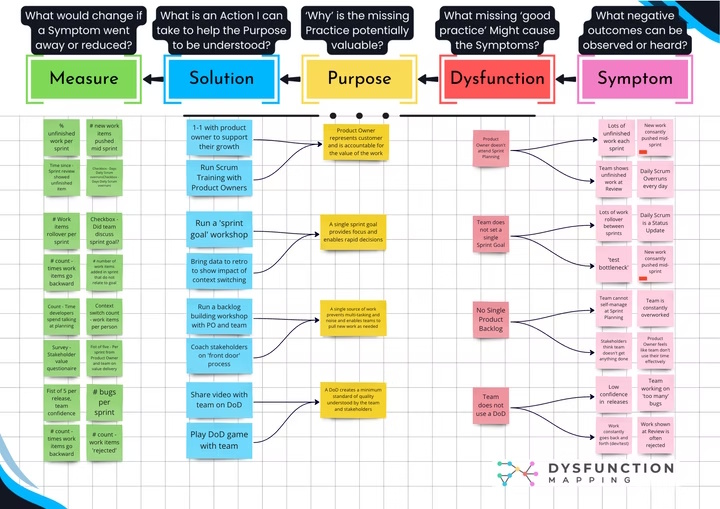 What would change if
a Symptom went
away or reduced?
What is an Action I can
take to help the Purpose
to be understood?
'Why' is the missing
Practice potentially
valuable?
What missing 'good
practice' Might cause
the Symptoms?
What negative
outcomes can be
observed or heard?
Measure
Solution
Purpose
Dysfunction
Symptom
%
unfinished
work per
sprint
# new work
items
pushed
mid sprint
Time since -
Sprint review
showed
unfinished
item
# Work
items
rollover per
sprint
Checkbox -
Did team
discuss
sprint goal?
# count -
times work
items go
backward
# number of
work items
added in sprint
that do not
relate to goal
Count - Time
developers
spend talking
at planning
Context
switch count
- work items
per person
Survey -
Stakeholder
value
questionaire
Fist of five - Per
sprint from
Product Owner
and team on
value delivery
Fist of 5 per
release,
team
confidence
# bugs
per
sprint
# count -
times work
items go
backward
# count -
work items
'rejected'
1-1 with product
owner to support
their growth
Run Scrum
Training with
Product Owners
Run a 'sprint
goal' workshop
Bring data to retro
to show impact of
context switching
Run a backlog
building workshop
with PO and team
Coach stakeholders
on 'front door'
process
Share video with
team on DoD
Play DoD game
with team
Product Owner
represents customer
and is accountable for
the value of the work
A single sprint goal
provides focus and
enables rapid decisions
A single source of work
prevents multi-tasking and
noise and enables teams to
pull new work as needed
A DoD creates a minimum
standard of quality
understood by the team
and stakeholders
Product
Owner doesn't
attend Sprint
Planning
Team does
not set a
single
Sprint Goal
No Single
Product
Backlog
Team
does not
use a DoD
Lots of
unfinished
work each
sprint
New work
consantly
pushed mid-
sprint
Team shows
unfinished
work at
Review
Daily Scrum
Overruns
every day
Lots of work
rollover
between
sprints
Daily Scrum
is a Status
Update
'test
bottleneck'
New work
consantly
pushed mid-
sprint
Team cannot
self-manage
at Sprint
Planning
Team is
constantly
overworked
Stakeholders
think team
doesn't get
anything done
Product
Owner feels
like team don't
use their time
effectively
Low
confidence
in releases
Team
working on
'too many'
bugs
Work
constantly
goes back and
forth (dev/test)
Work shown
at Review is
often
rejected
DYSFUNCTION
MAPPING